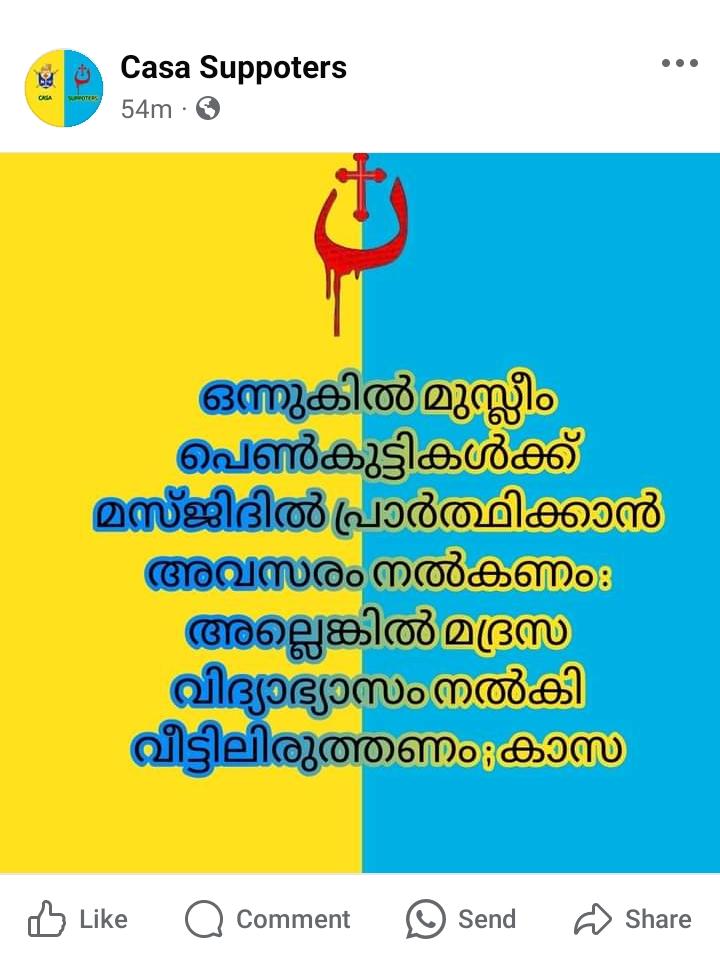 Casa Suppoters
54m ·
CASA
SUPPOTERS
ഒന്നുകിൽ മുസ്ലീം
പെൺകുട്ടികൾക്ക്
മസ്ജിദിൽ പ്രാർത്ഥിക്കാൻ
അവസരം നൽകണം:
അല്ലെങ്കിൽ മദ്രസ
വിദ്യാഭ്യാസം നൽകി
വീട്ടിലിരുത്തണം;കാസ
Like Comment Send Share